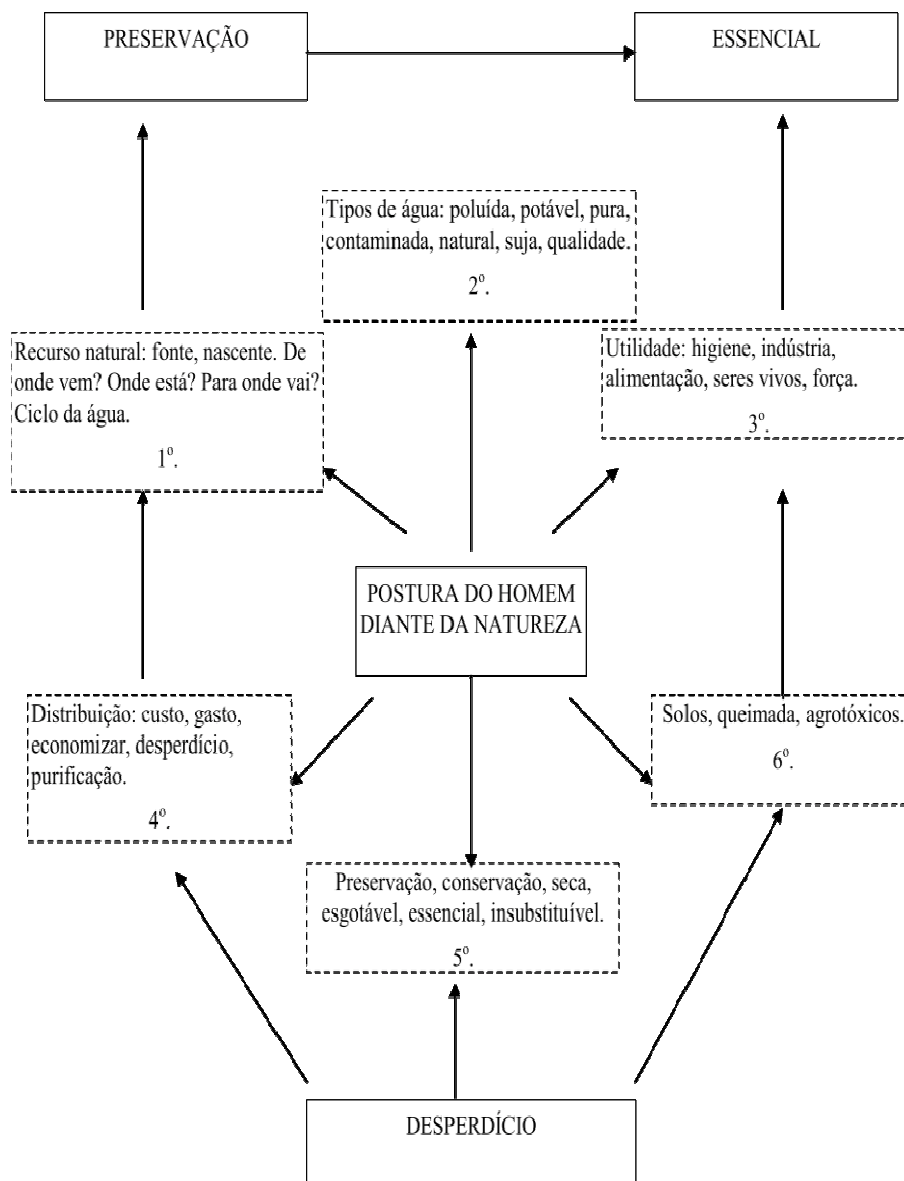 PRESERVAÇÃO
ESSENCIAL
Tipos de água: poluída, potável, pura,
contaminada, natural, suja, qualidade.
2º.
Recurso natural: fonte, nascente. De
onde vem? Onde está? Para onde vai?
Ciclo da água.
1º.
Utilidade: higiene, indústria,
alimentação, seres vivos, força.
3º.
POSTURA DO HOMEM
DIANTE DA NATUREZA
Distribuição: custo, gasto,
economizar, desperdício,
purificação.
4º.
Solos, queimada, agrotóxicos.
6º.
Preservação, conservação, seca,
esgotável, essencial, insubstituível.
5º.
DESPERDÍCIO